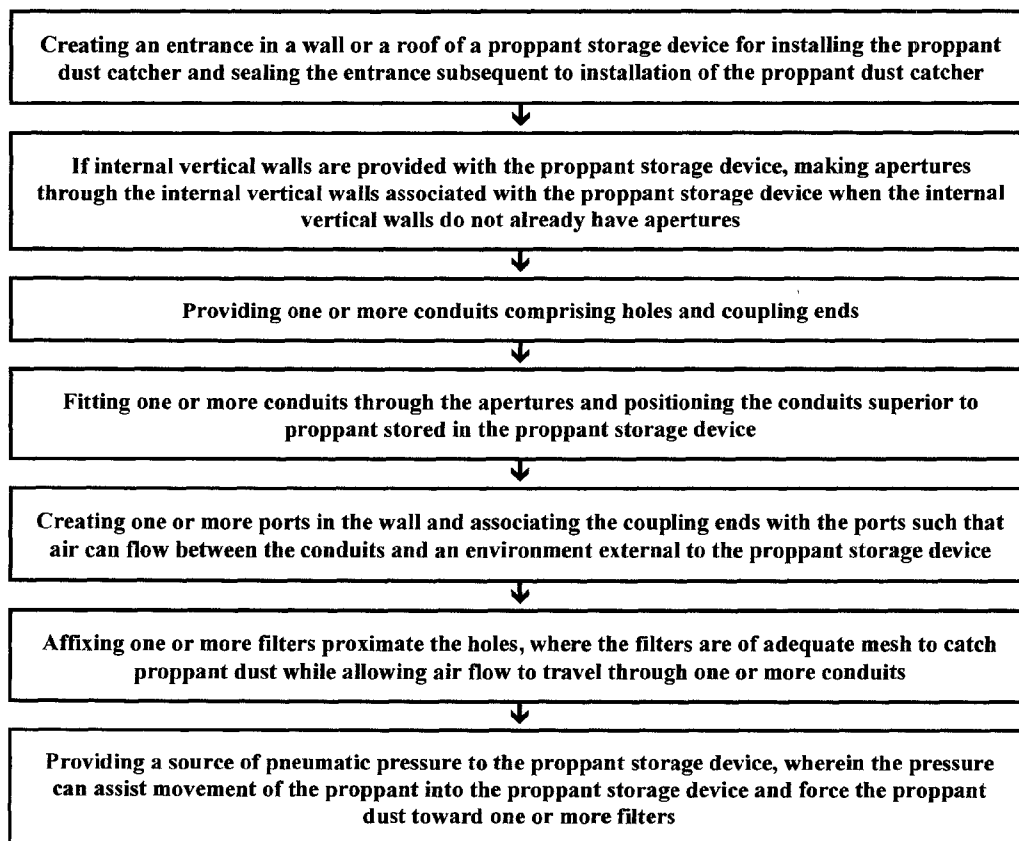 Creating an entrance in a wall or a roof of a proppant storage device for installing the proppant
dust catcher and sealing the entrance subsequent to installation of the proppant dust catcher
If internal vertical walls are provided with the proppant storage device, making apertures
through the internal vertical walls associated with the proppant storage device when the internal
vertical walls do not already have apertures
Providing one or more conduits comprising holes and coupling ends
Fitting one or more conduits through the apertures and positioning the conduits superior to
proppant stored in the proppant storage device
Creating one or more ports in the wall and associating the coupling ends with the ports such that
air can flow between the conduits and an environment external to the proppant storage device
Affixing one or more filters proximate the holes, where the filters are of adequate mesh to catch
proppant dust while allowing air flow to travel through one or more conduits
Providing a source of pneumatic pressure to the proppant storage device, wherein the pressure
can assist movement of the proppant into the proppant storage device and force the proppant
dust toward one or more filters